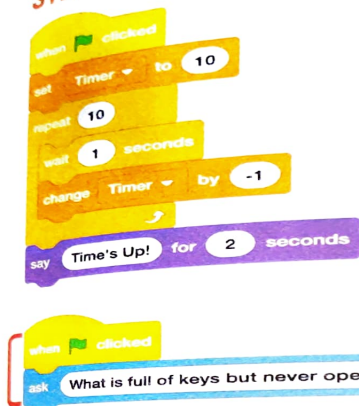 when clicked
set Timer to 10
repeat 10
wait 1 seconds
change Timer by -1
say Time's Up! for 2 seconds
when clicked
ask What is full of keys but never ope